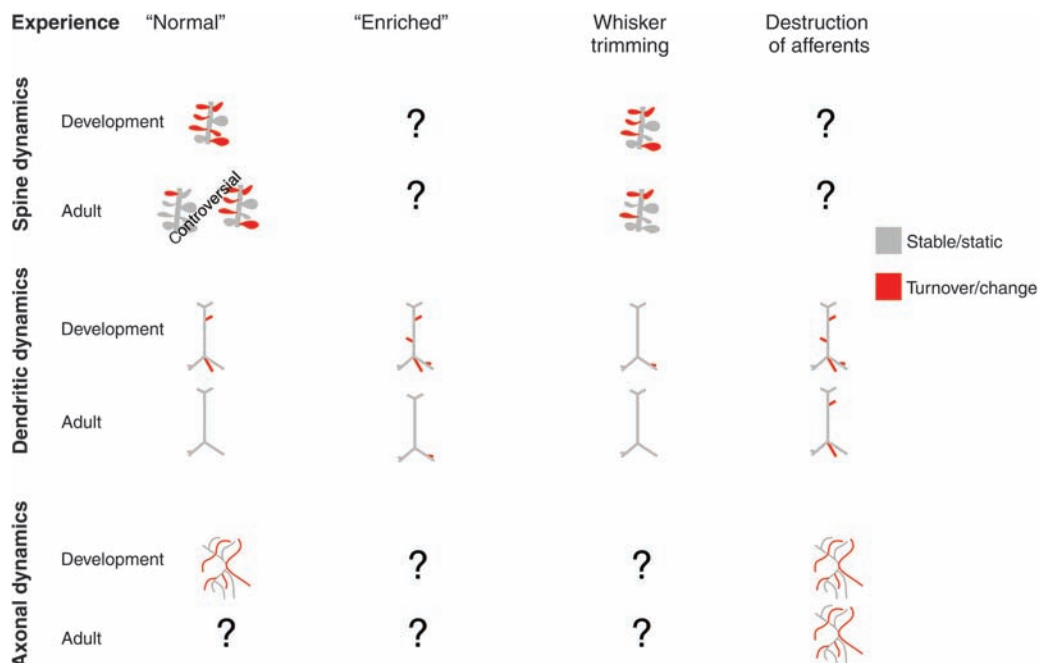 Experience “Normal” “Enriched” Whisker trimming Destruction of afferents
Spine dynamics
Development ? ?
Adult Controversial ? ?
Stable/static
Turnover/change
Dendritic dynamics
Development
Adult
Axonal dynamics
Development ? ?
Adult ? ? ?